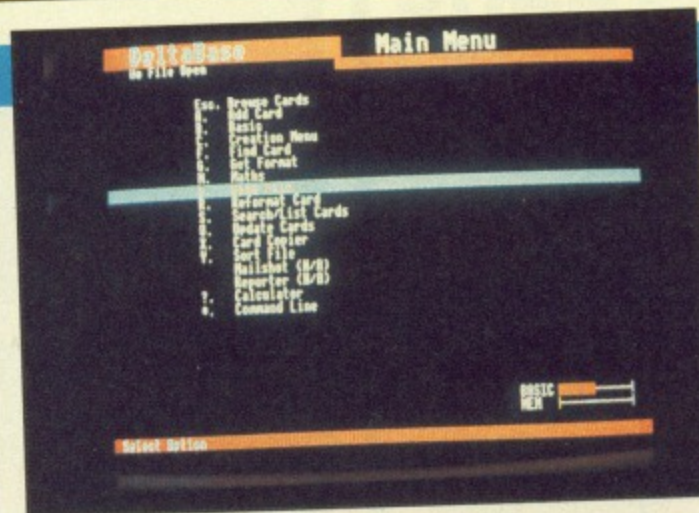 DeltaBase
Main Menu
No File Open
Esc. Browse Cards
Add Card
B. Basic
C. Creation Menu
F. Find Card
G. Get Format
M. Maths
R. Reformat Card
S. Search/List Cards
U. Update Cards
Card Copier
Sort File
Mailshot (N/A)
Reporter (N/A)
?. Calculator
*. Command Line
BASIC
MEM
Select Option